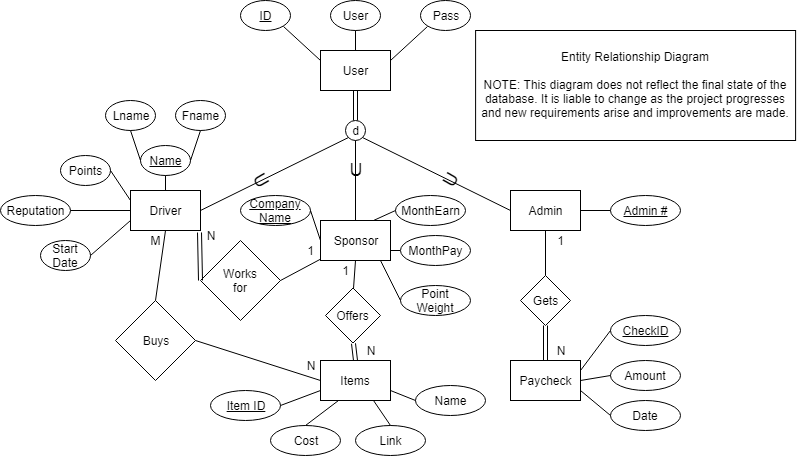 ID
User
Pass
User
Entity Relationship Diagram
NOTE: This diagram does not reflect the final state of the
database. It is liable to change as the project progresses
and new requirements arise and improvements are made.
d
Lname
Fname
Name
Points
Reputation
Start
Date
Driver
Company
Name
Sponsor
MonthEarn
MonthPay
Point
Weight
Admin
Admin #
M
N
Works
for
1
1
1
Buys
Offers
Gets
N
N
N
Items
Item ID
Cost
Link
Name
Paycheck
CheckID
Amount
Date